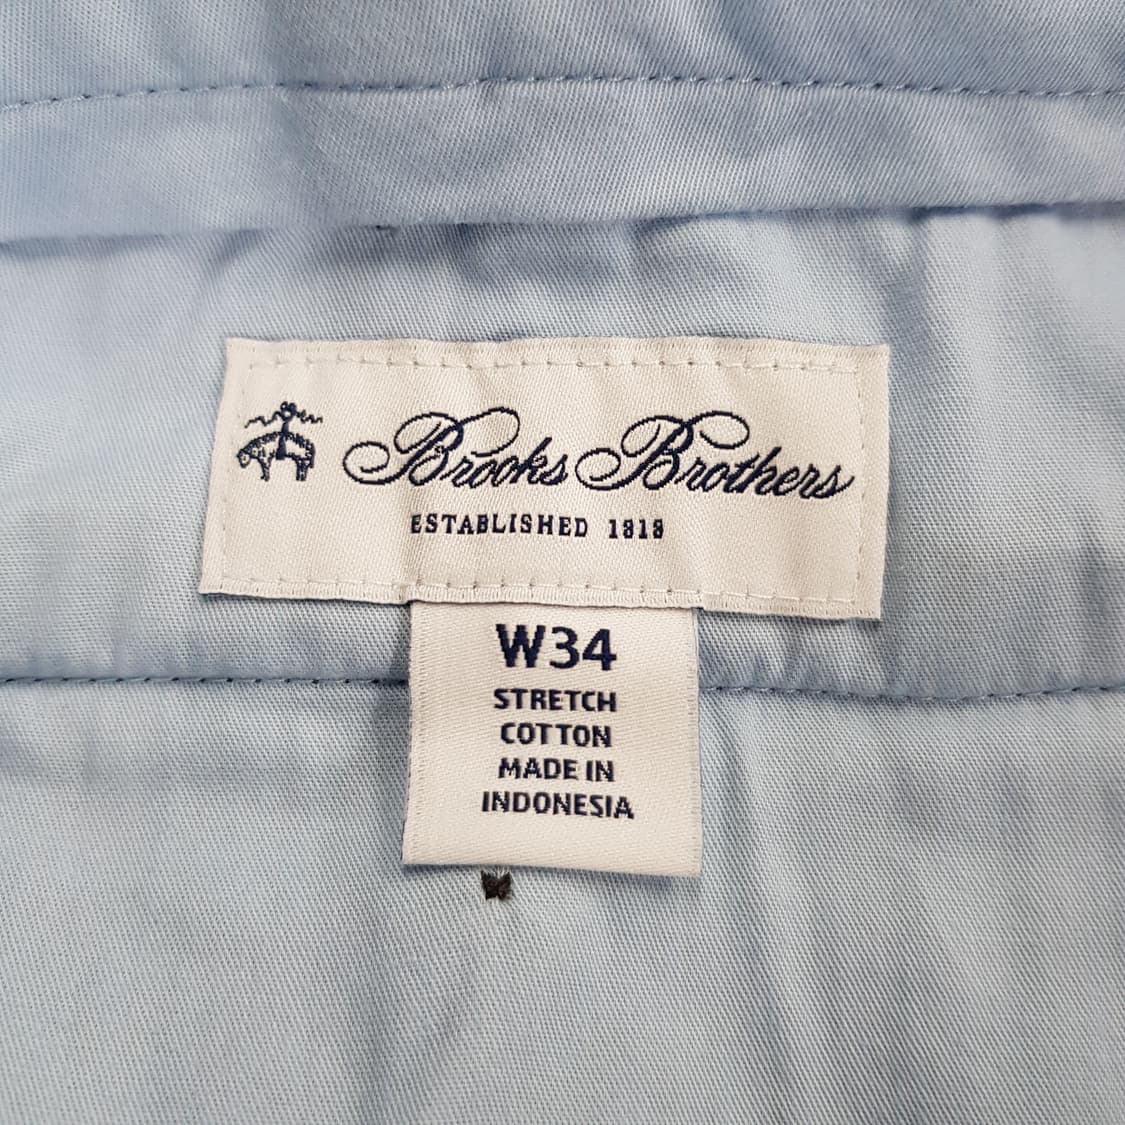 Brooks Brothers
ESTABLISHED 1818
W34
STRETCH
COTTON
MADE IN
INDONESIA